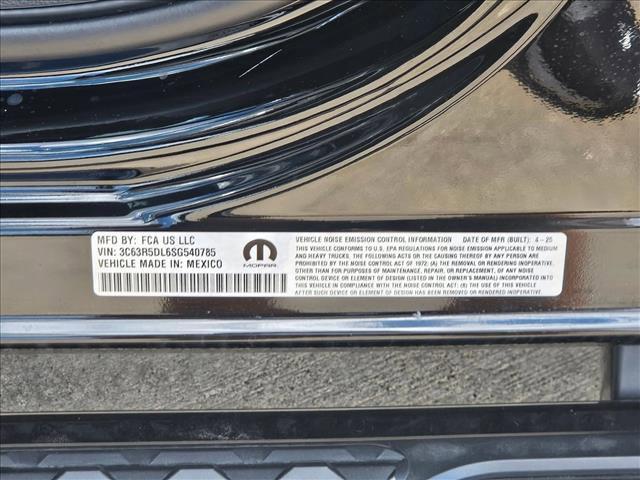 MFD BY: FCA US LLC
VIN: 3C63R5DL6SG540785
VEHICLE MADE IN: MEXICO
MOPAR
VEHICLE NOISE EMISSION CONTROL INFORMATION DATE OF MFR (BUILT): 4-25
THIS VEHICLE CONFORMS TO U.S. EPA REGULATIONS FOR NOISE EMISSION APPLICABLE TO MEDIUM
AND HEAVY TRUCKS. THE FOLLOWING ACTS OR THE CAUSING THEREOF BY ANY PERSON ARE PROHIBITED
BY THE NOISE CONTROL ACT OF 1972: (A) THE REMOVAL OR RENDERING INOPERATIVE,
OTHER THAN FOR PURPOSES OF MAINTENANCE, REPAIR, OR REPLACEMENT, OF ANY NOISE CONTROL
DEVICE OR ELEMENT OF DESIGN (LISTED IN THE OWNER'S MANUAL) INCORPORATED INTO
THIS VEHICLE IN COMPLIANCE WITH THE NOISE CONTROL ACT: (B) THE USE OF THIS VEHICLE
AFTER SUCH DEVICE OR ELEMENT OF DESIGN HAS BEEN REMOVED OR RENDERED INOPERATIVE.